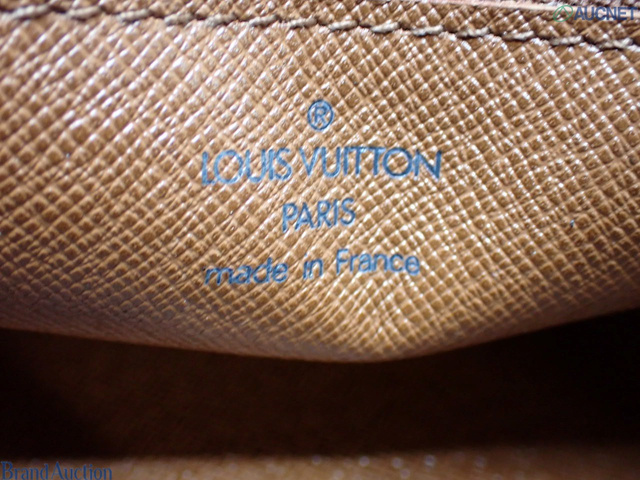 AUCNET
®
LOUIS VUITTON
PARIS
made in France
Brand Auction